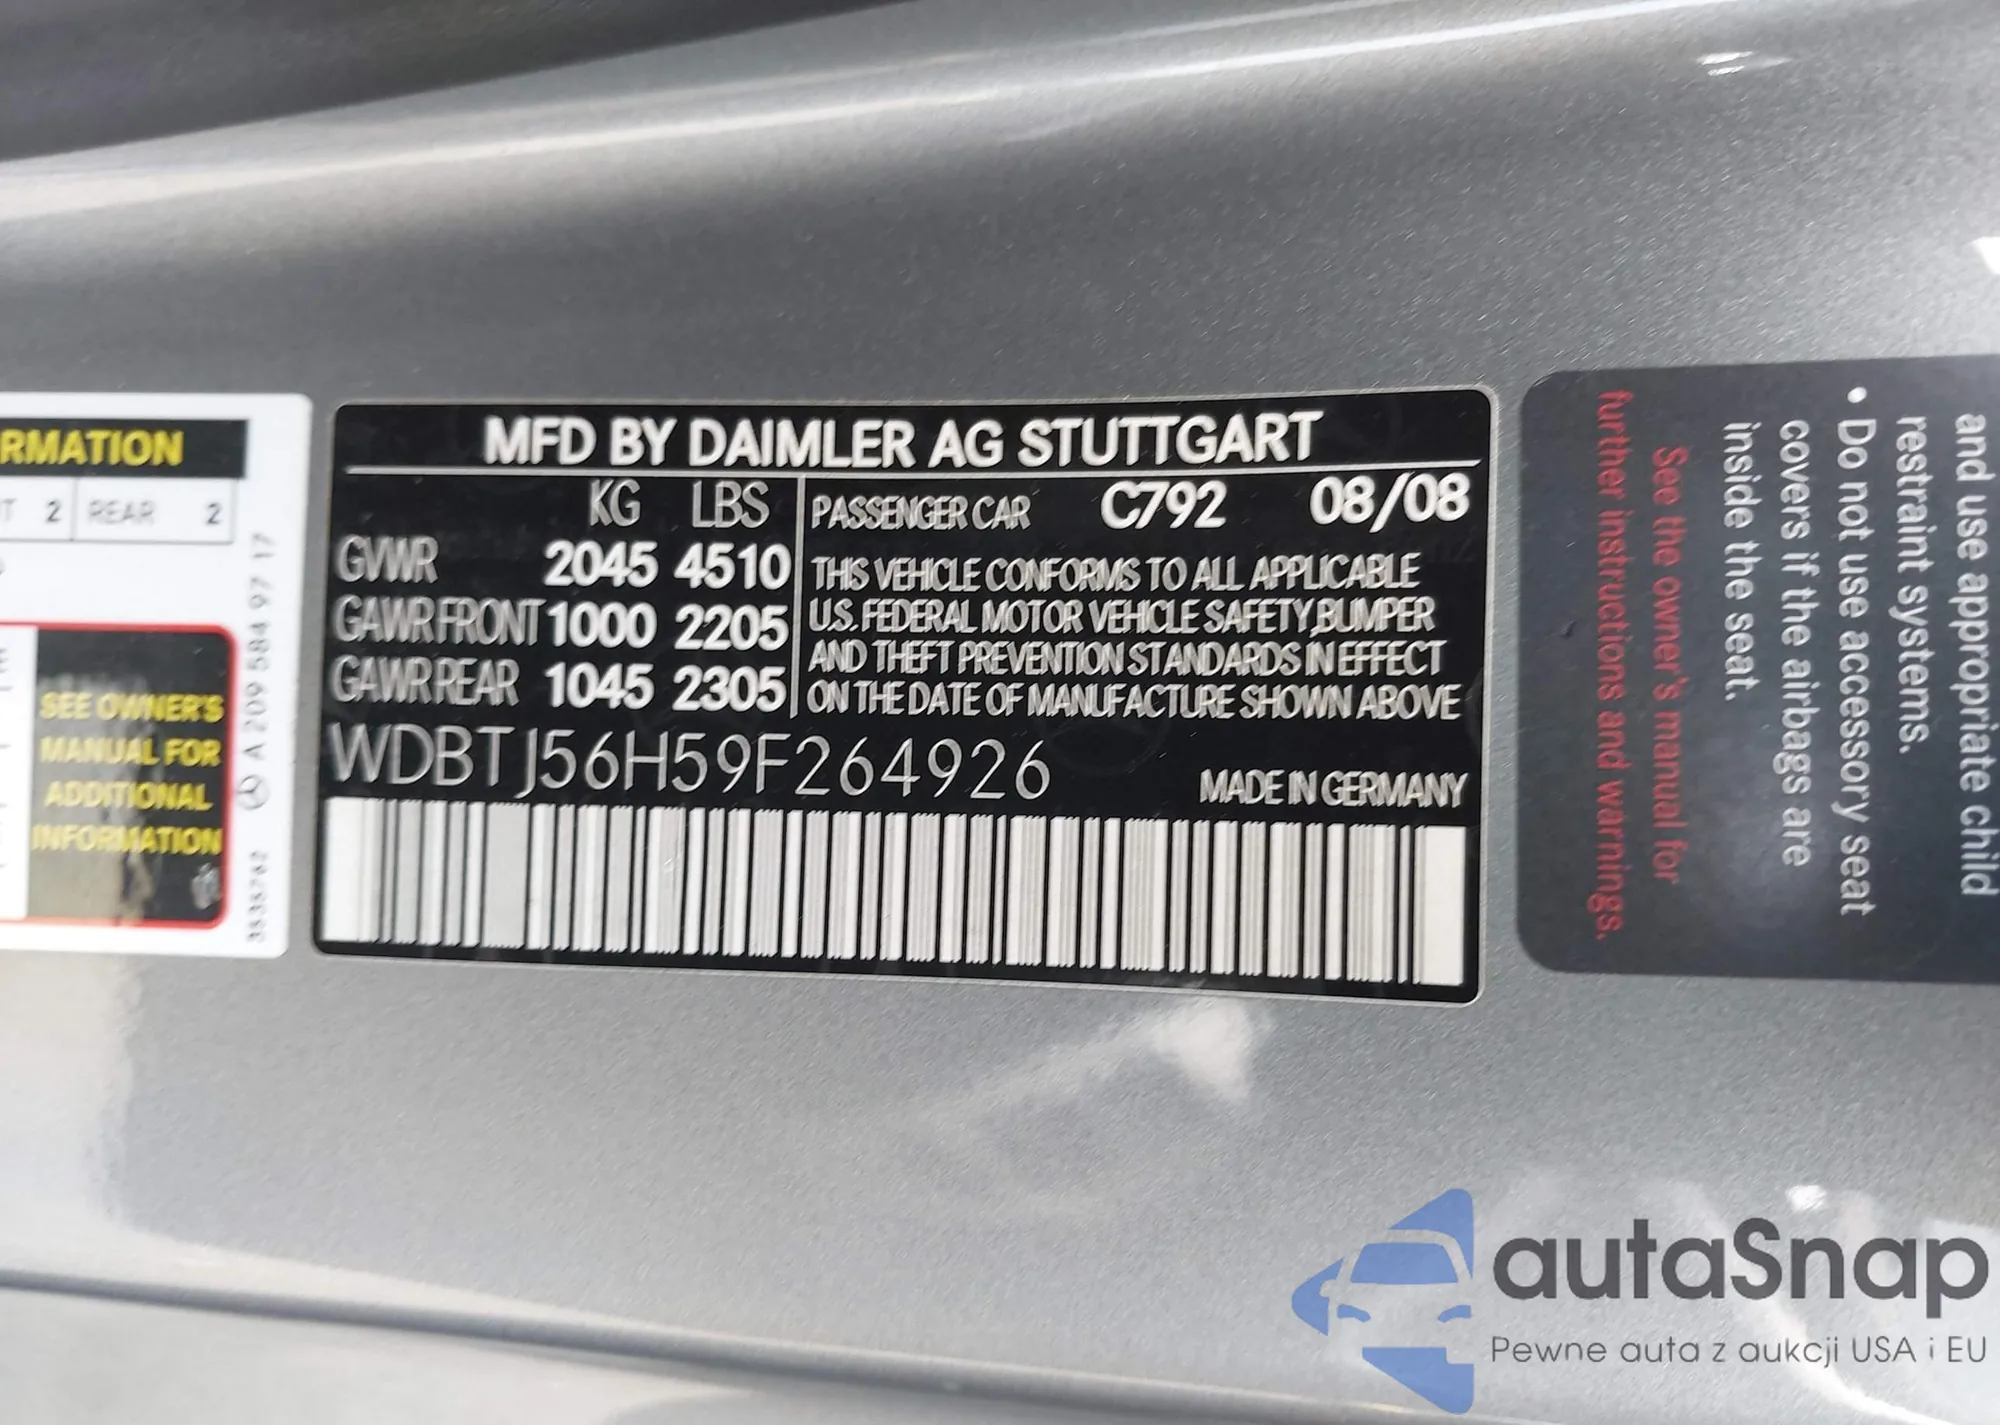 RMATION
T 2 REAR 2
SEE OWNER'S
MANUAL FOR
ADDITIONAL
INFORMATION
A 209 584 97 17
3535762
MFD BY DAIMLER AG STUTTGART
KG LBS
GVWR 2045 4510
GAWR FRONT 1000 2205
GAWR REAR 1045 2305
PASSENGER CAR C792 08/08
THIS VEHICLE CONFORMS TO ALL APPLICABLE
U.S. FEDERAL MOTOR VEHICLE SAFETY,BUMPER
AND THEFT PREVENTION STANDARDS IN EFFECT
ON THE DATE OF MANUFACTURE SHOWN ABOVE
WDBTJ56H59F264926
MADE IN GERMANY
and use appropriate child
restraint systems.
• Do not use accessory seat
covers if the airbags are
inside the seat.
See the owner's manual for
further instructions and warnings.
autaSnap
Pewne auta z aukcji USA i EU